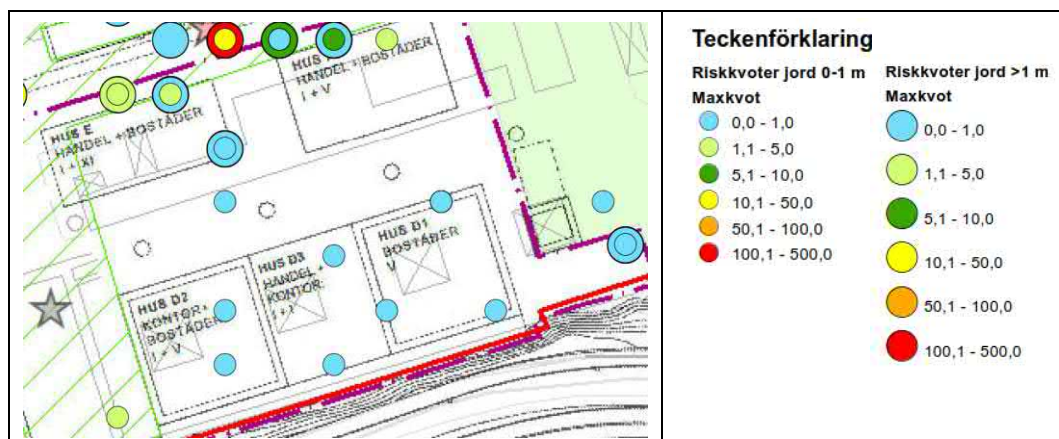 HANDEL + BOSTÄDER
I + V
HUS E
HANDEL + BOSTÄDER
I + XI
HUS D1
BOSTÄDER
V
HUS D3
HANDEL +
KONTOR
I + I
HUS D2
KONTOR +
BOSTÄDER
I + V
Teckenförklaring
Riskkvoter jord 0-1 m
Maxkvot
0,0 - 1,0
1,1 - 5,0
5,1 - 10,0
10,1 - 50,0
50,1 - 100,0
100,1 - 500,0
Riskkvoter jord >1 m
Maxkvot
0,0 - 1,0
1,1 - 5,0
5,1 - 10,0
10,1 - 50,0
50,1 - 100,0
100,1 - 500,0